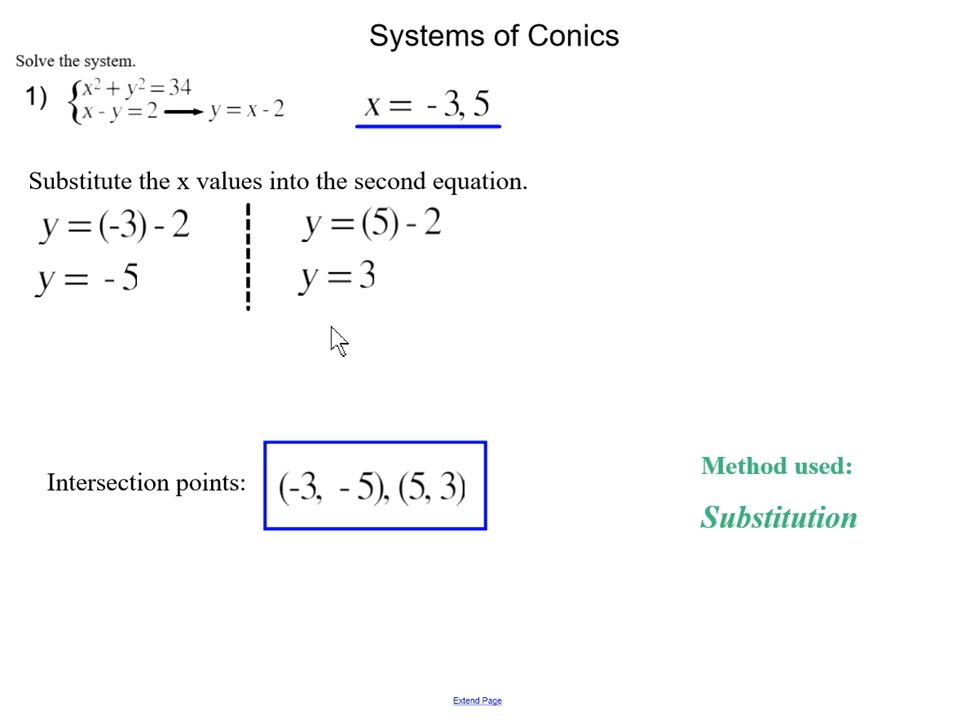 Systems of Conics
Solve the system.
1) { x² + y² = 34
x - y = 2 → y = x - 2
x = - 3, 5
Substitute the x values into the second equation.
y = (-3) - 2
y = - 5
y = (5) - 2
y = 3
Intersection points: (-3, - 5), (5, 3)
Method used:
Substitution
Extend Page